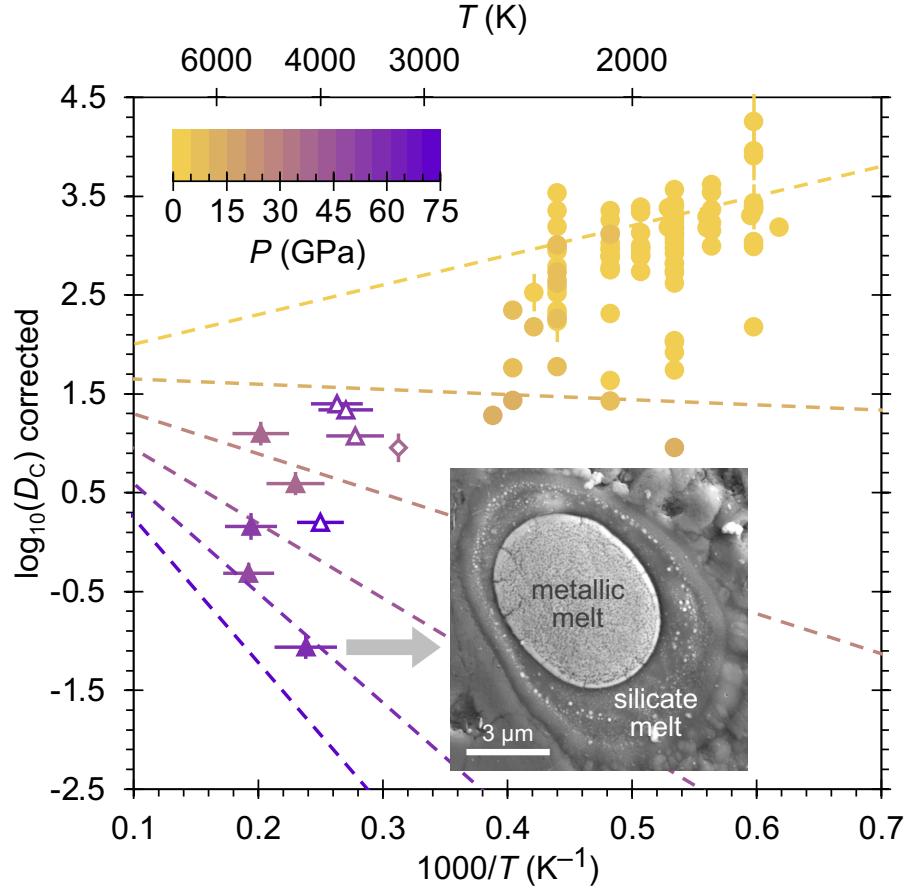 T (K)
6000 4000 3000 2000
4.5
3.5
2.5
1.5
0.5
-0.5
-1.5
-2.5
log₁₀(D_C) corrected
0 15 30 45 60 75
P (GPa)
metallic
melt
silicate
melt
3 µm
0.1 0.2 0.3 0.4 0.5 0.6 0.7
1000/T (K⁻¹)